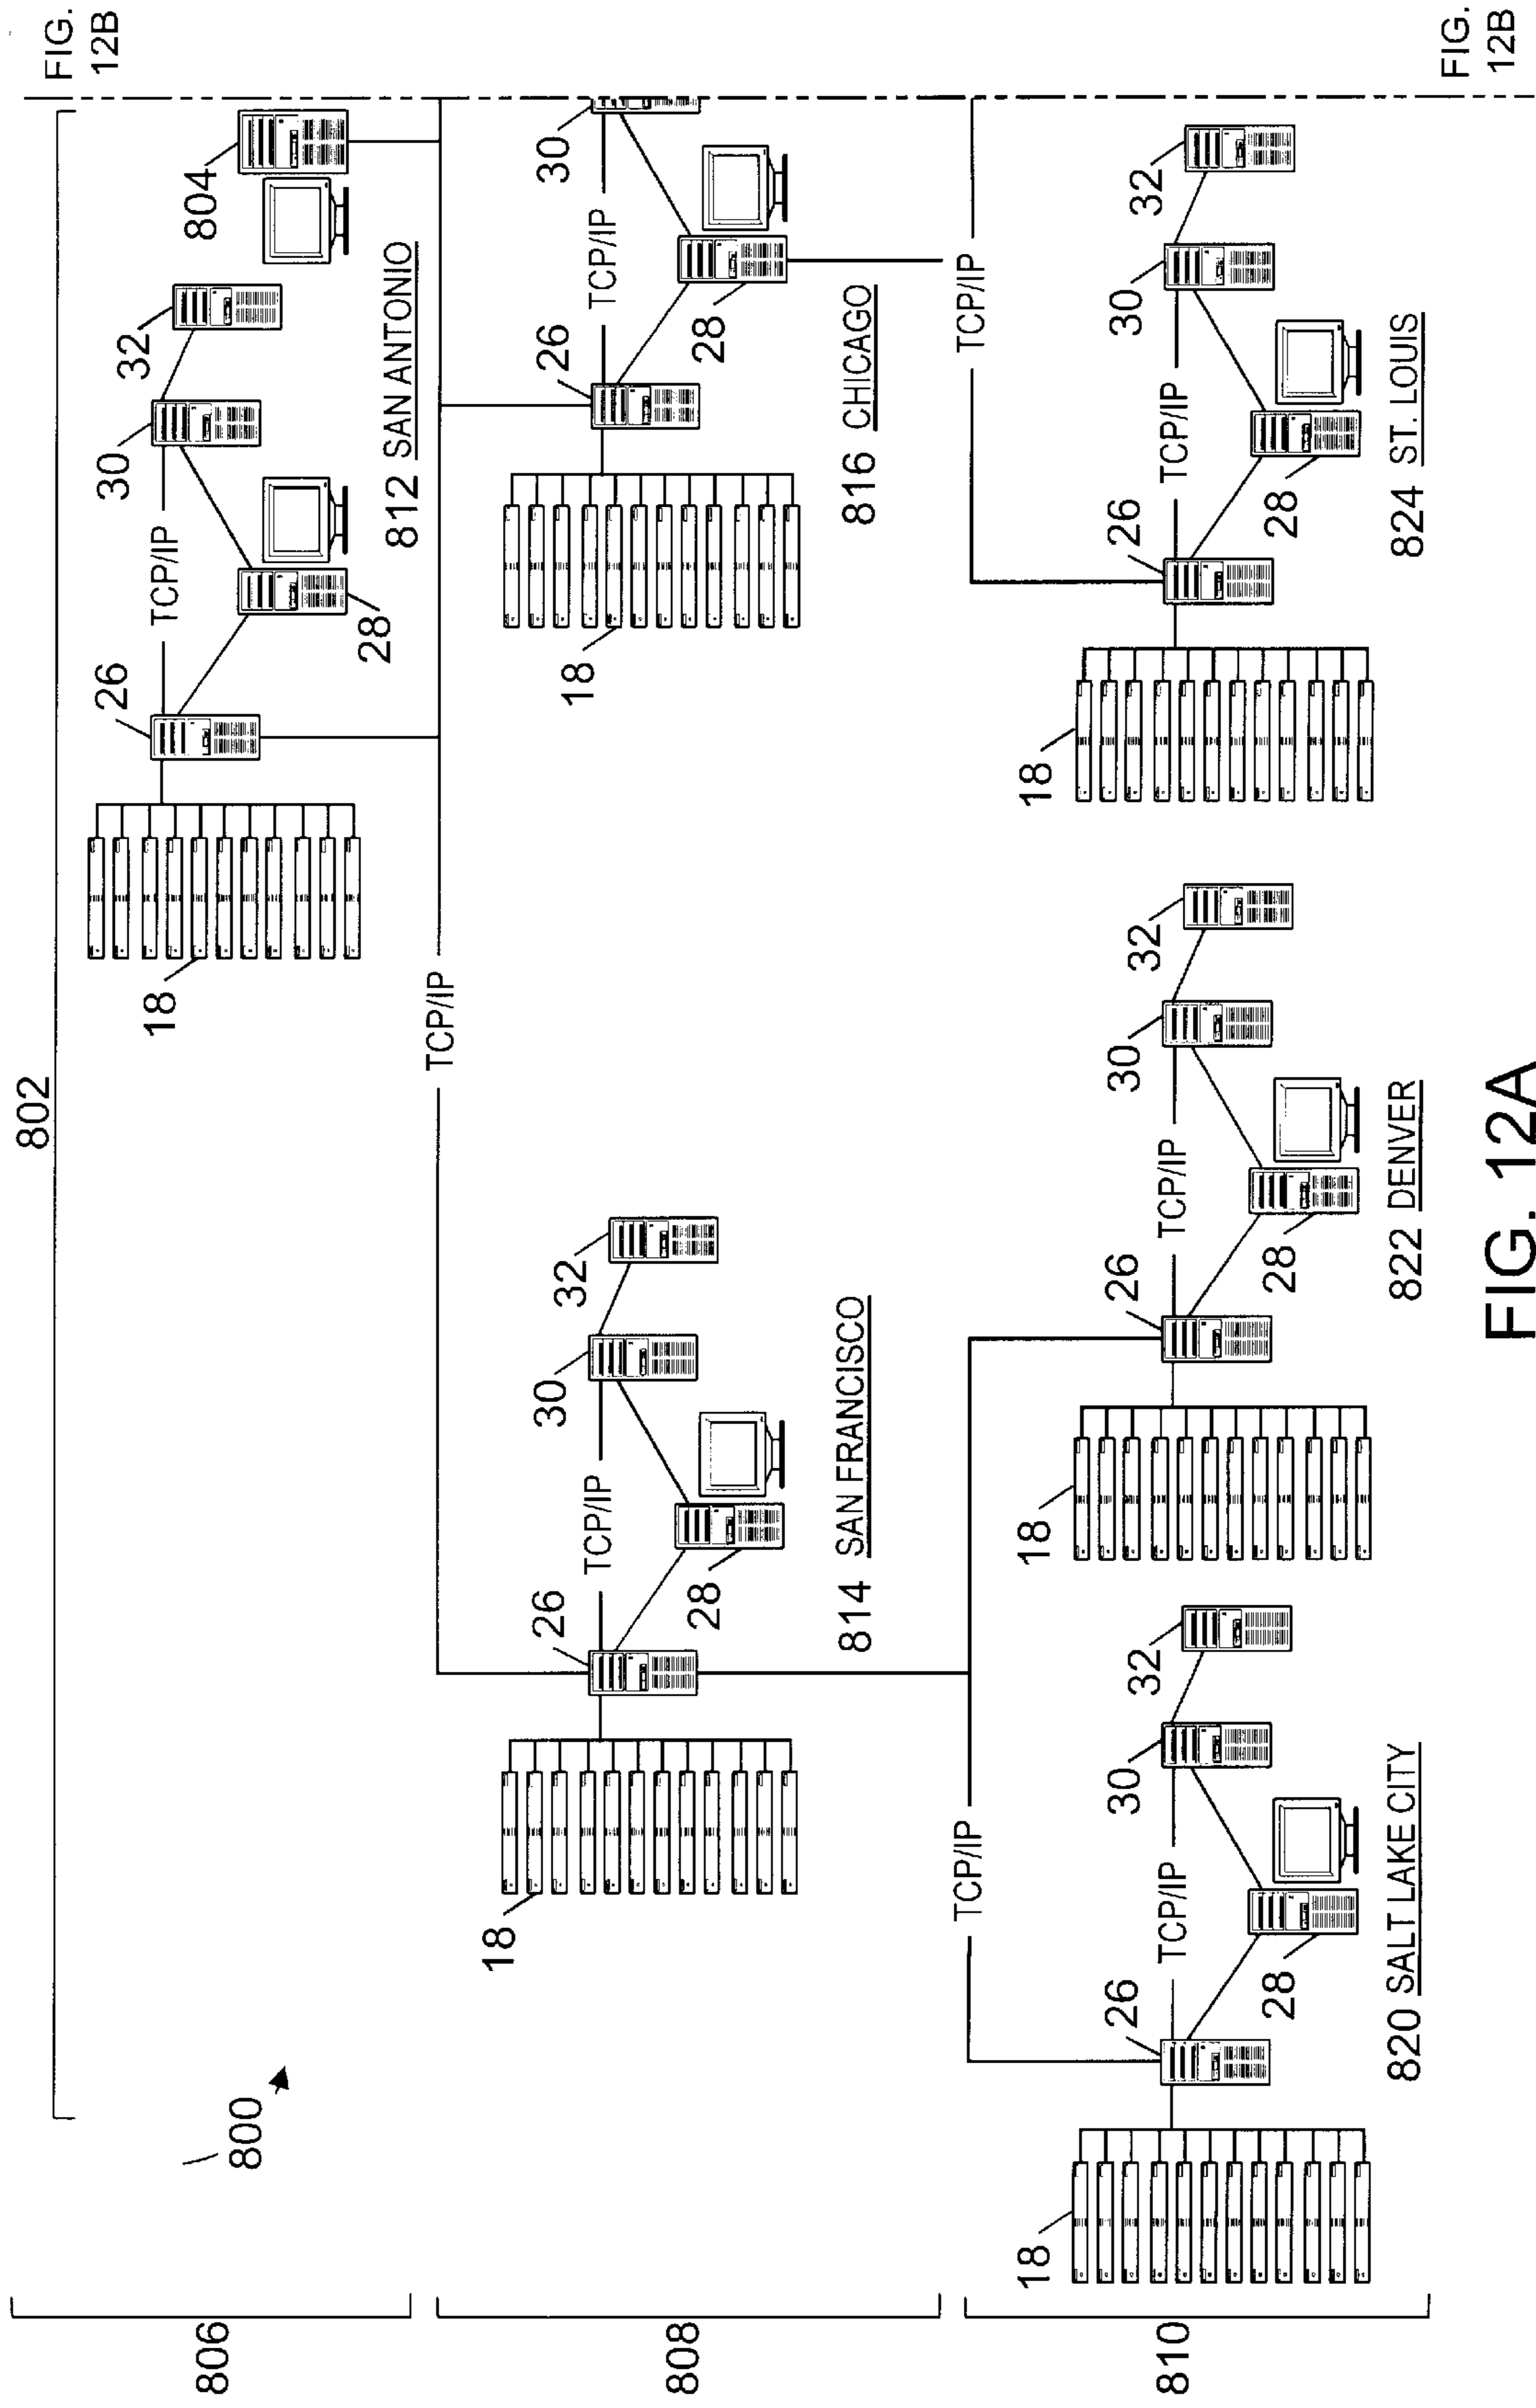 802
FIG.
12B
806
800
18
26
TCP/IP
30
32
804
28
812 SAN ANTONIO
TCP/IP
808
18
26
TCP/IP
30
32
28
814 SAN FRANCISCO
18
26
TCP/IP
30
28
816 CHICAGO
TCP/IP
TCP/IP
810
18
26
TCP/IP
30
32
28
820 SALT LAKE CITY
18
26
TCP/IP
30
32
28
822 DENVER
18
26
TCP/IP
30
32
28
824 ST. LOUIS
FIG.
12B
FIG. 12A